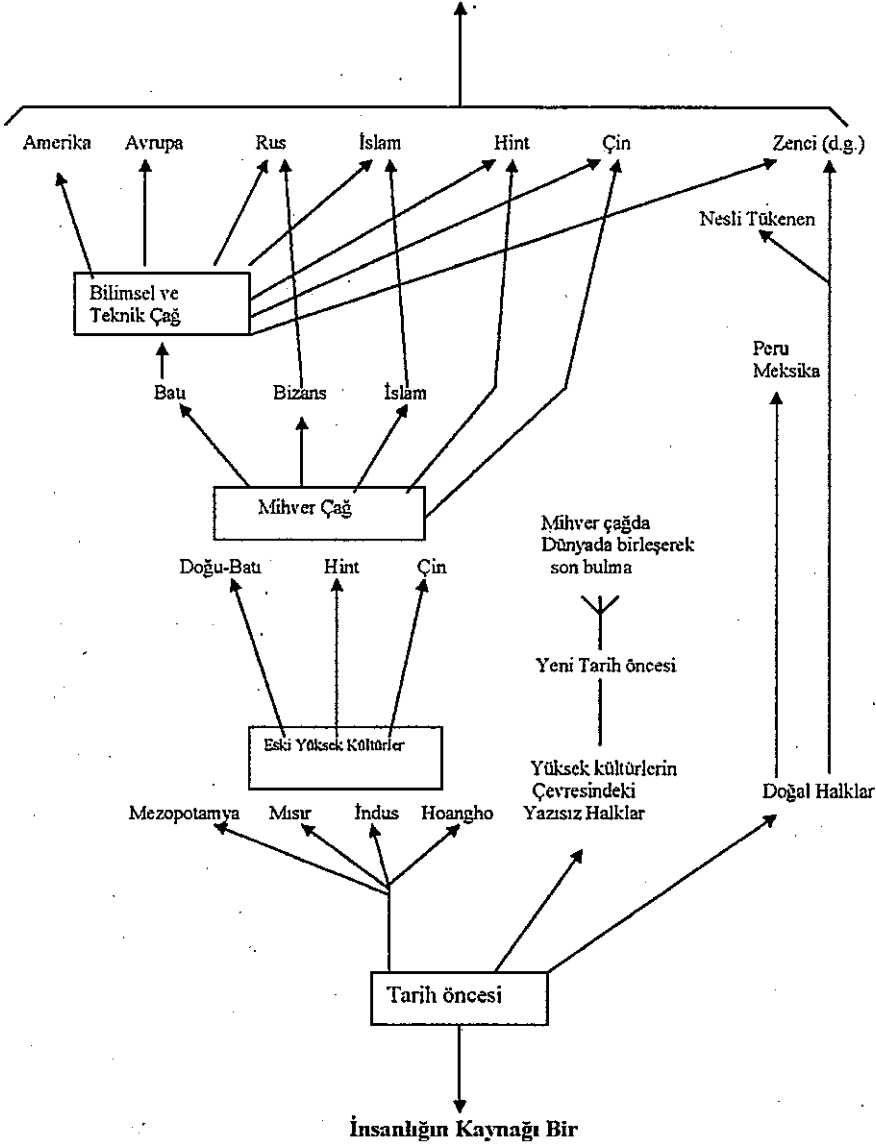 Amerika Avrupa Rus İslam Hint Çin Zenci (d.g.)
Nesli Tükenen
Bilimsel ve
Teknik Çağ
Peru
Meksika
Batı Bizans İslam
Mihver Çağ
Mihver çağda
Dünyada birleşerek
son bulma
Doğu-Batı Hint Çin
Yeni Tarih öncesi
Eski Yüksek Kültürler
Yüksek kültürlerin
Çevresindeki
Yazısız Halklar
Doğal Halklar
Mezopotamya Mısır İndus Hoangho
Tarih öncesi
İnsanlığın Kaynağı Bir